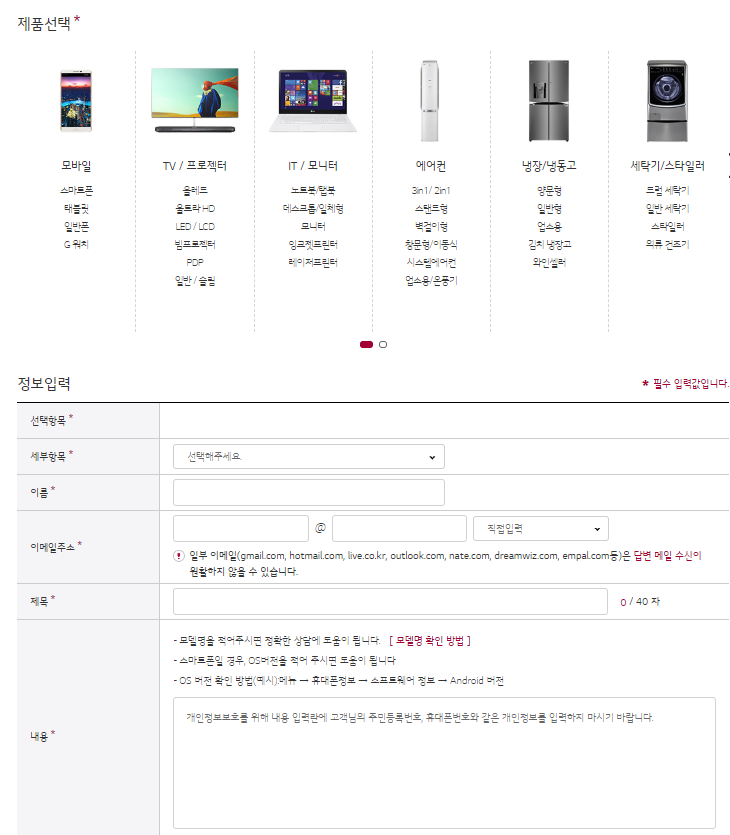 제품선택 *
모바일
스마트폰
태블릿
일반폰
G 워치
TV / 프로젝터
올레드
울트라 HD
LED / LCD
빔프로젝터
PDP
일반 / 슬림
IT / 모니터
노트북/탭북
데스크톱/일체형
모니터
잉크젯프린터
레이저프린터
에어컨
3in1 / 2in1
스탠드형
벽걸이형
창문형/이동식
시스템에어컨
업소용/온풍기
냉장/냉동고
양문형
일반형
업소용
김치 냉장고
와인셀러
세탁기/스타일러
드럼 세탁기
일반 세탁기
스타일러
의류 건조기
정보입력
* 필수 입력값입니다.
선택항목 *
세부항목 *
선택해주세요.
이름 *
이메일주소 *
@
직접입력
일부 이메일(gmail.com, hotmail.com, live.co.kr, outlook.com, nate.com, dreamwiz.com, empal.com등)은 답변 메일 수신이
원활하지 않을 수 있습니다.
제목 *
0 / 40 자
내용 *
- 모델명을 적어주시면 정확한 상담에 도움이 됩니다. [ 모델명 확인 방법 ]
- 스마트폰일 경우, OS버전을 적어 주시면 도움이 됩니다
- OS 버전 확인 방법(예시):메뉴 → 휴대폰정보 → 소프트웨어 정보 → Android 버전
개인정보보호를 위해 내용 입력란에 고객님의 주민등록번호, 휴대폰번호와 같은 개인정보를 입력하지 마시기 바랍니다.